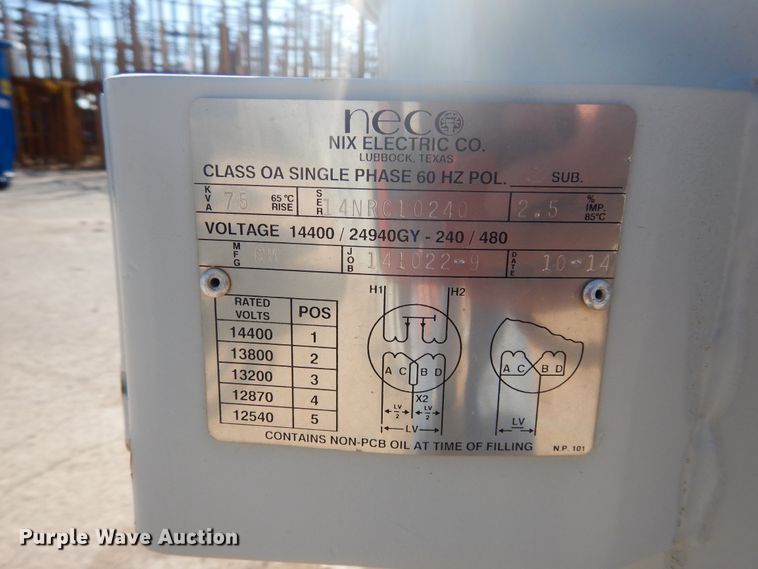 neco
NIX ELECTRIC CO.
LUBBOCK, TEXAS
CLASS OA SINGLE PHASE 60 HZ POL. SUB.
KVA 75 65°C RISE SER 14NRC10240 2.5 % IMP. 85°C
VOLTAGE 14400 / 24940GY - 240 / 480
MFG JOB 141022-9 DATE 10-14
H1 H2
RATED VOLTS POS
14400 1
13800 2
13200 3
12870 4
12540 5
A C B D A C B D
X2
LV/2 LV/2
LV LV
CONTAINS NON-PCB OIL AT TIME OF FILLING N.P. 101
Purple Wave Auction